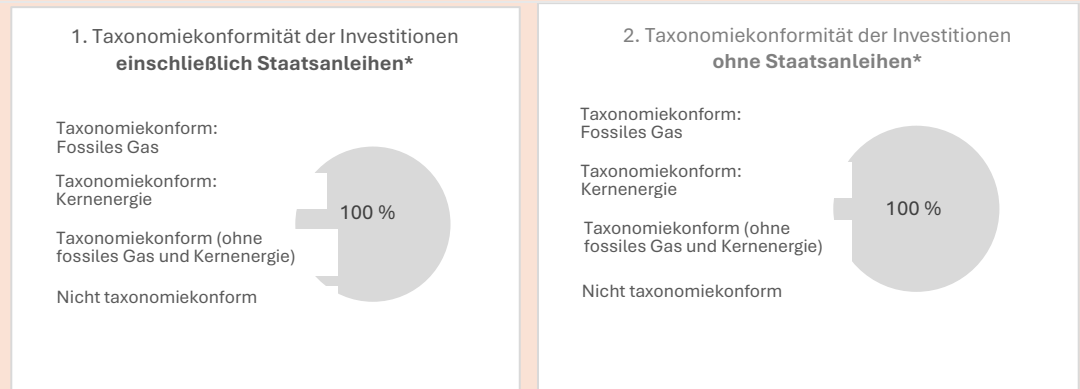 1. Taxonomiekonformität der Investitionen
einschließlich Staatsanleihen*
Taxonomiekonform:
Fossiles Gas
Taxonomiekonform:
Kernenergie
Taxonomiekonform (ohne
fossiles Gas und Kernenergie)
Nicht taxonomiekonform
100 %
2. Taxonomiekonformität der Investitionen
ohne Staatsanleihen*
Taxonomiekonform:
Fossiles Gas
Taxonomiekonform:
Kernenergie
Taxonomiekonform (ohne
fossiles Gas und Kernenergie)
Nicht taxonomiekonform
100 %